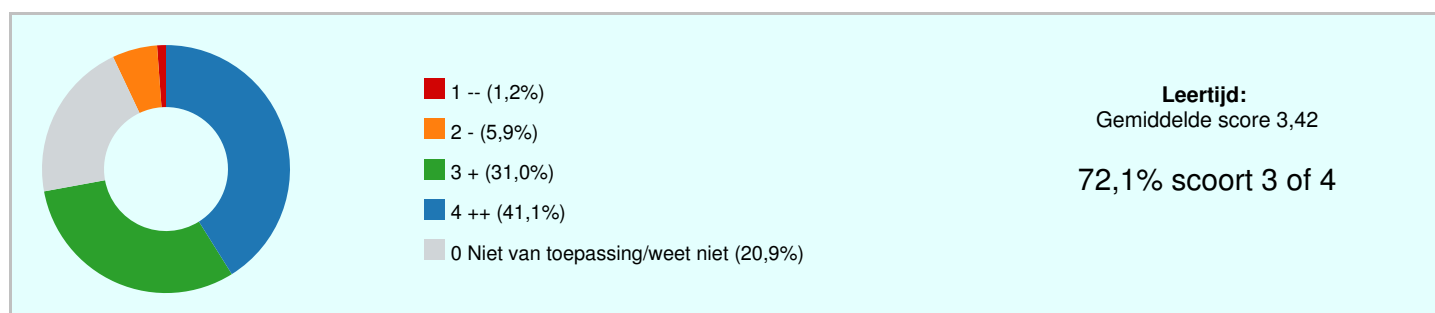 1 -- (1,2%)
2 - (5,9%)
3 + (31,0%)
4 ++ (41,1%)
0 Niet van toepassing/weet niet (20,9%)
Leertijd:
Gemiddelde score 3,42
72,1% scoort 3 of 4